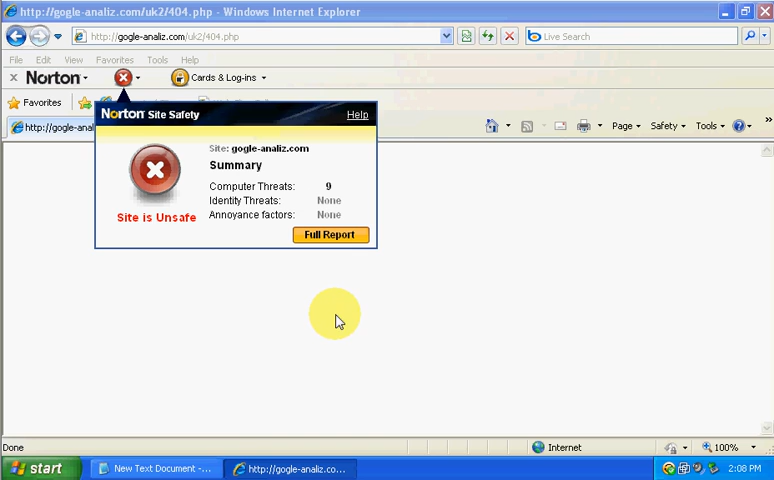 http://gogle-analiz.com/uk2/404.php - Windows Internet Explorer
http://gogle-analiz.com/uk2/404.php
Live Search
File Edit View Favorites Tools Help
x Norton Cards & Log-ins
Favorites
http://gogle-anal
Page Safety Tools
Norton Site Safety Help
Site: gogle-analiz.com
Summary
Computer Threats: 9
Identity Threats: None
Annoyance factors: None
Site is Unsafe
Full Report
Done Internet 100%
start New Text Document -... http://gogle-analiz.co... 2:08 PM